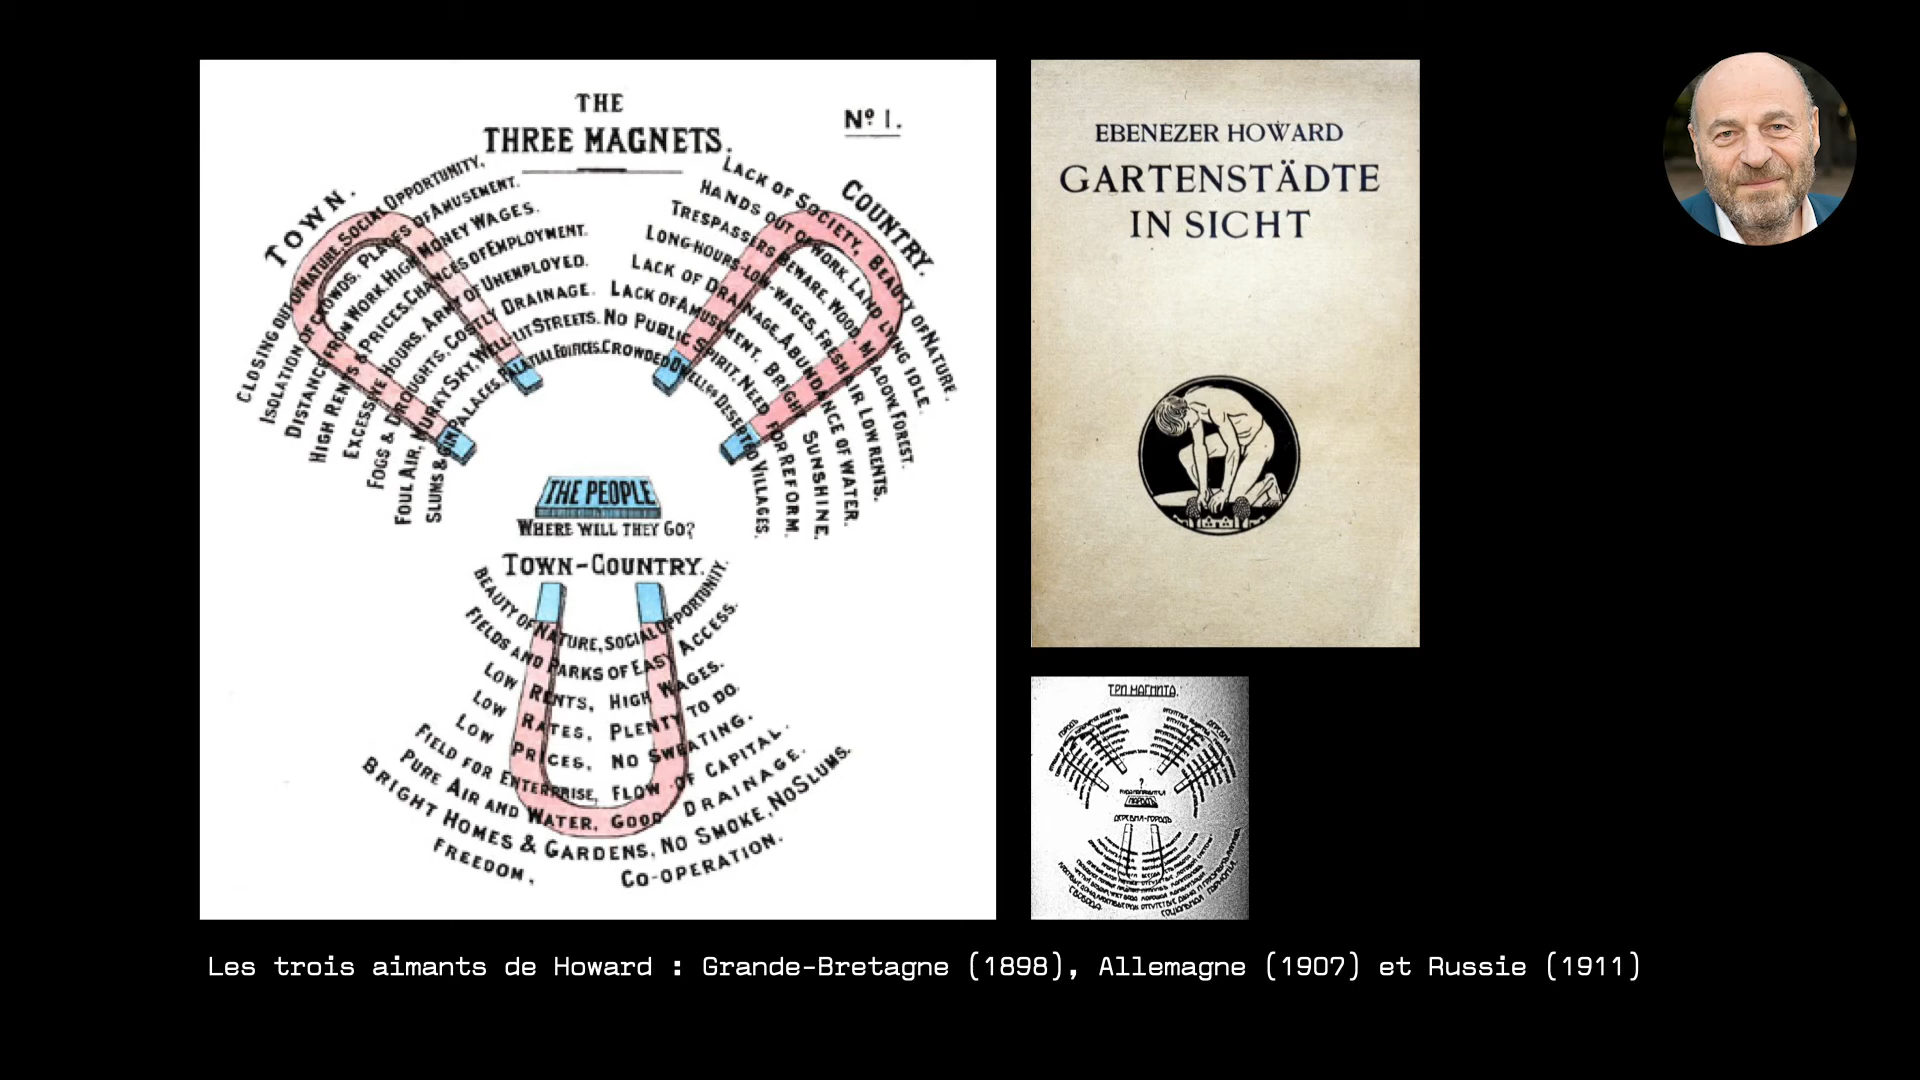 THE
THREE MAGNETS.
Nº 1.
TOWN.
CLOSING OUT OF NATURE. SOCIAL OPPORTUNITY.
ISOLATION OF CROWDS. PLACES OF AMUSEMENT.
DISTANCE FROM WORK. HIGH MONEY WAGES.
HIGH RENTS & PRICES. CHANCES OF EMPLOYMENT.
EXCESSIVE HOURS. ARMY OF UNEMPLOYED.
FOGS & DROUGHTS. COSTLY DRAINAGE.
FOUL AIR. MURKY SKY. WELL-LIT STREETS.
SLUMS & GIN PALACES. PALATIAL EDIFICES.
COUNTRY.
LACK OF SOCIETY. BEAUTY OF NATURE.
HANDS OUT OF WORK. LAND LYING IDLE.
TRESPASSERS BEWARE. WOOD, MEADOW, FOREST.
LONG HOURS-LOW WAGES. FRESH AIR. LOW RENTS.
LACK OF DRAINAGE. ABUNDANCE OF WATER.
LACK OF AMUSEMENT. BRIGHT SUNSHINE.
NO PUBLIC SPIRIT. NEED FOR REFORM.
CROWDED DWELLINGS DESERTED VILLAGES.
THE PEOPLE
WHERE WILL THEY GO?
TOWN-COUNTRY.
BEAUTY OF NATURE, SOCIAL OPPORTUNITY.
FIELDS AND PARKS OF EASY ACCESS.
LOW RENTS, HIGH WAGES.
LOW RATES, PLENTY TO DO.
LOW PRICES, NO SWEATING.
FIELD FOR ENTERPRISE, FLOW OF CAPITAL.
PURE AIR AND WATER, GOOD DRAINAGE.
BRIGHT HOMES & GARDENS, NO SMOKE, NO SLUMS.
FREEDOM. CO-OPERATION.
EBENEZER HOWARD
GARTENSTÄDTE
IN SICHT
ТРИ МАГНИТА.
ГОРОДЪ
ДЕРЕВНЯ
?
НАРОДЪ
ДЕРЕВНЯ-ГОРОДЪ
СВОБОДА
Les trois aimants de Howard : Grande-Bretagne (1898), Allemagne (1907) et Russie (1911)